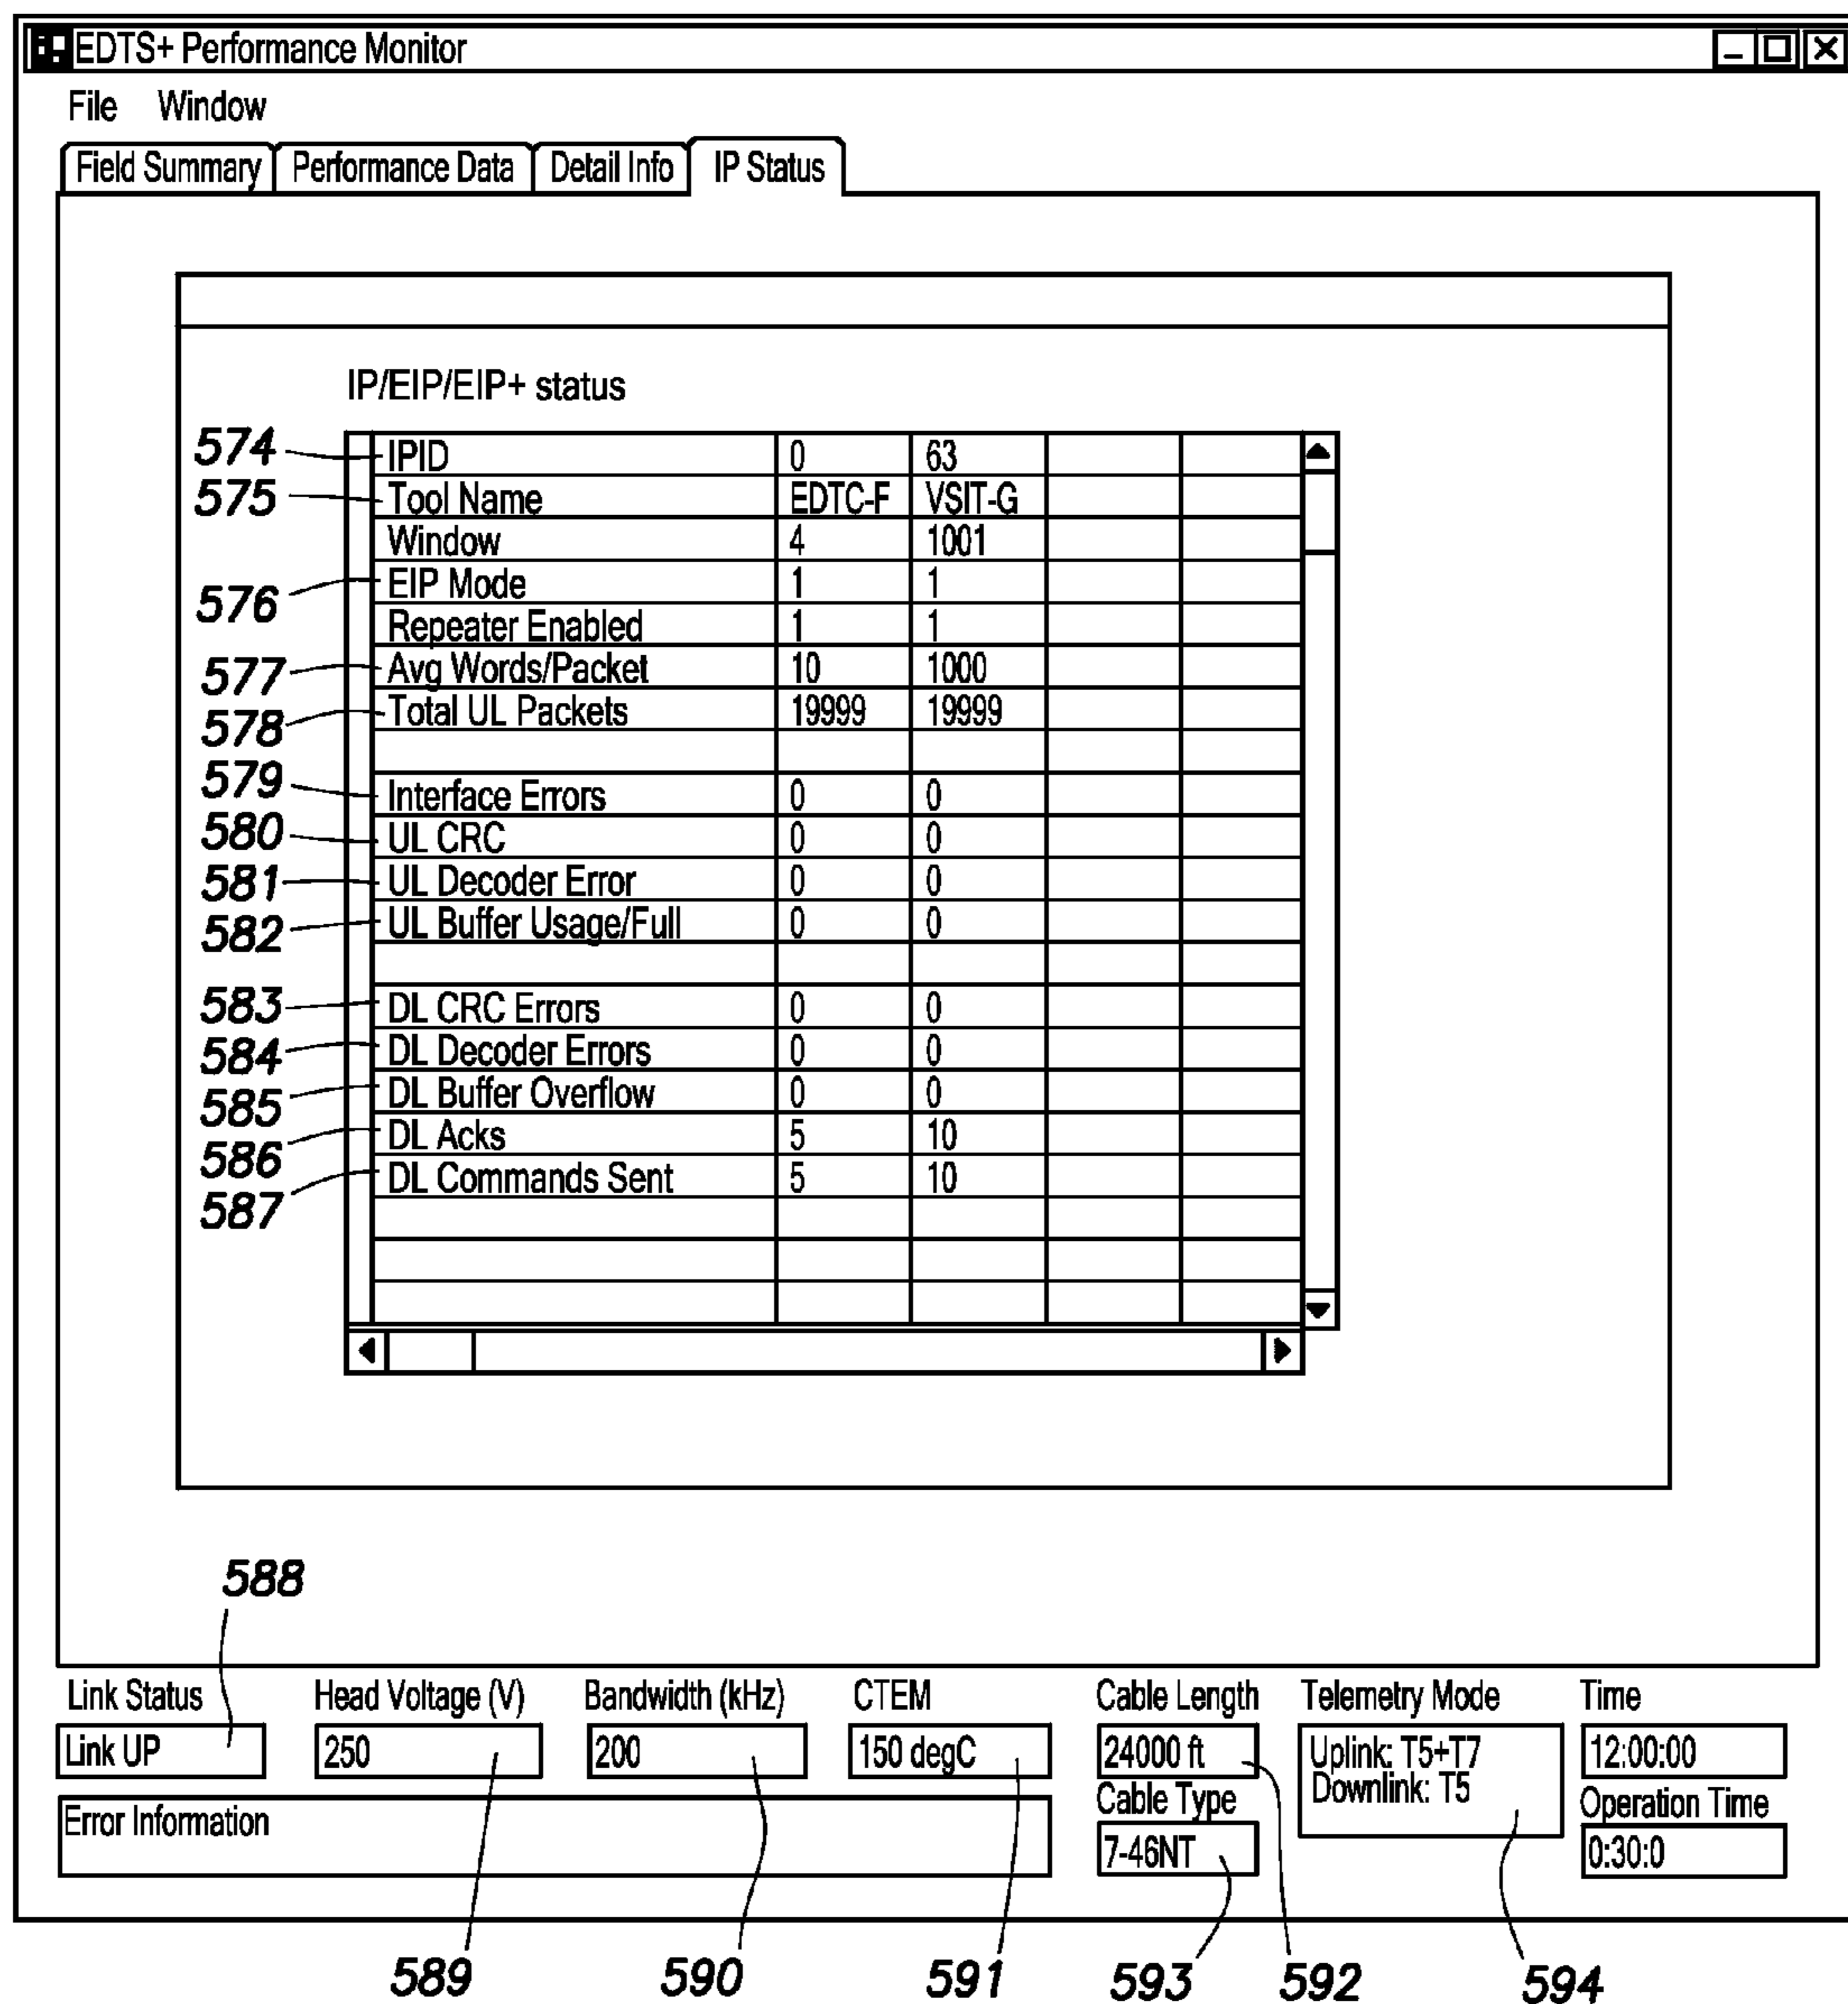 EDTS+ Performance Monitor
File Window
Field Summary Performance Data Detail Info IP Status
IP/EIP/EIP+ status
574 IPID 0 63
575 Tool Name EDTC-F VSIT-G
Window 4 1001
576 EIP Mode 1 1
Repeater Enabled 1 1
577 Avg Words/Packet 10 1000
578 Total UL Packets 19999 19999
579 Interface Errors 0 0
580 UL CRC 0 0
581 UL Decoder Error 0 0
582 UL Buffer Usage/Full 0 0
583 DL CRC Errors 0 0
584 DL Decoder Errors 0 0
585 DL Buffer Overflow 0 0
586 DL Acks 5 10
587 DL Commands Sent 5 10
588
Link Status Head Voltage (V) Bandwidth (kHz) CTEM Cable Length Telemetry Mode Time
Link UP 250 200 150 degC 24000 ft Uplink: T5+T7 12:00:00
Downlink: T5
Cable Type Operation Time
Error Information
7-46NT 0:30:0
589 590 591 593 592 594